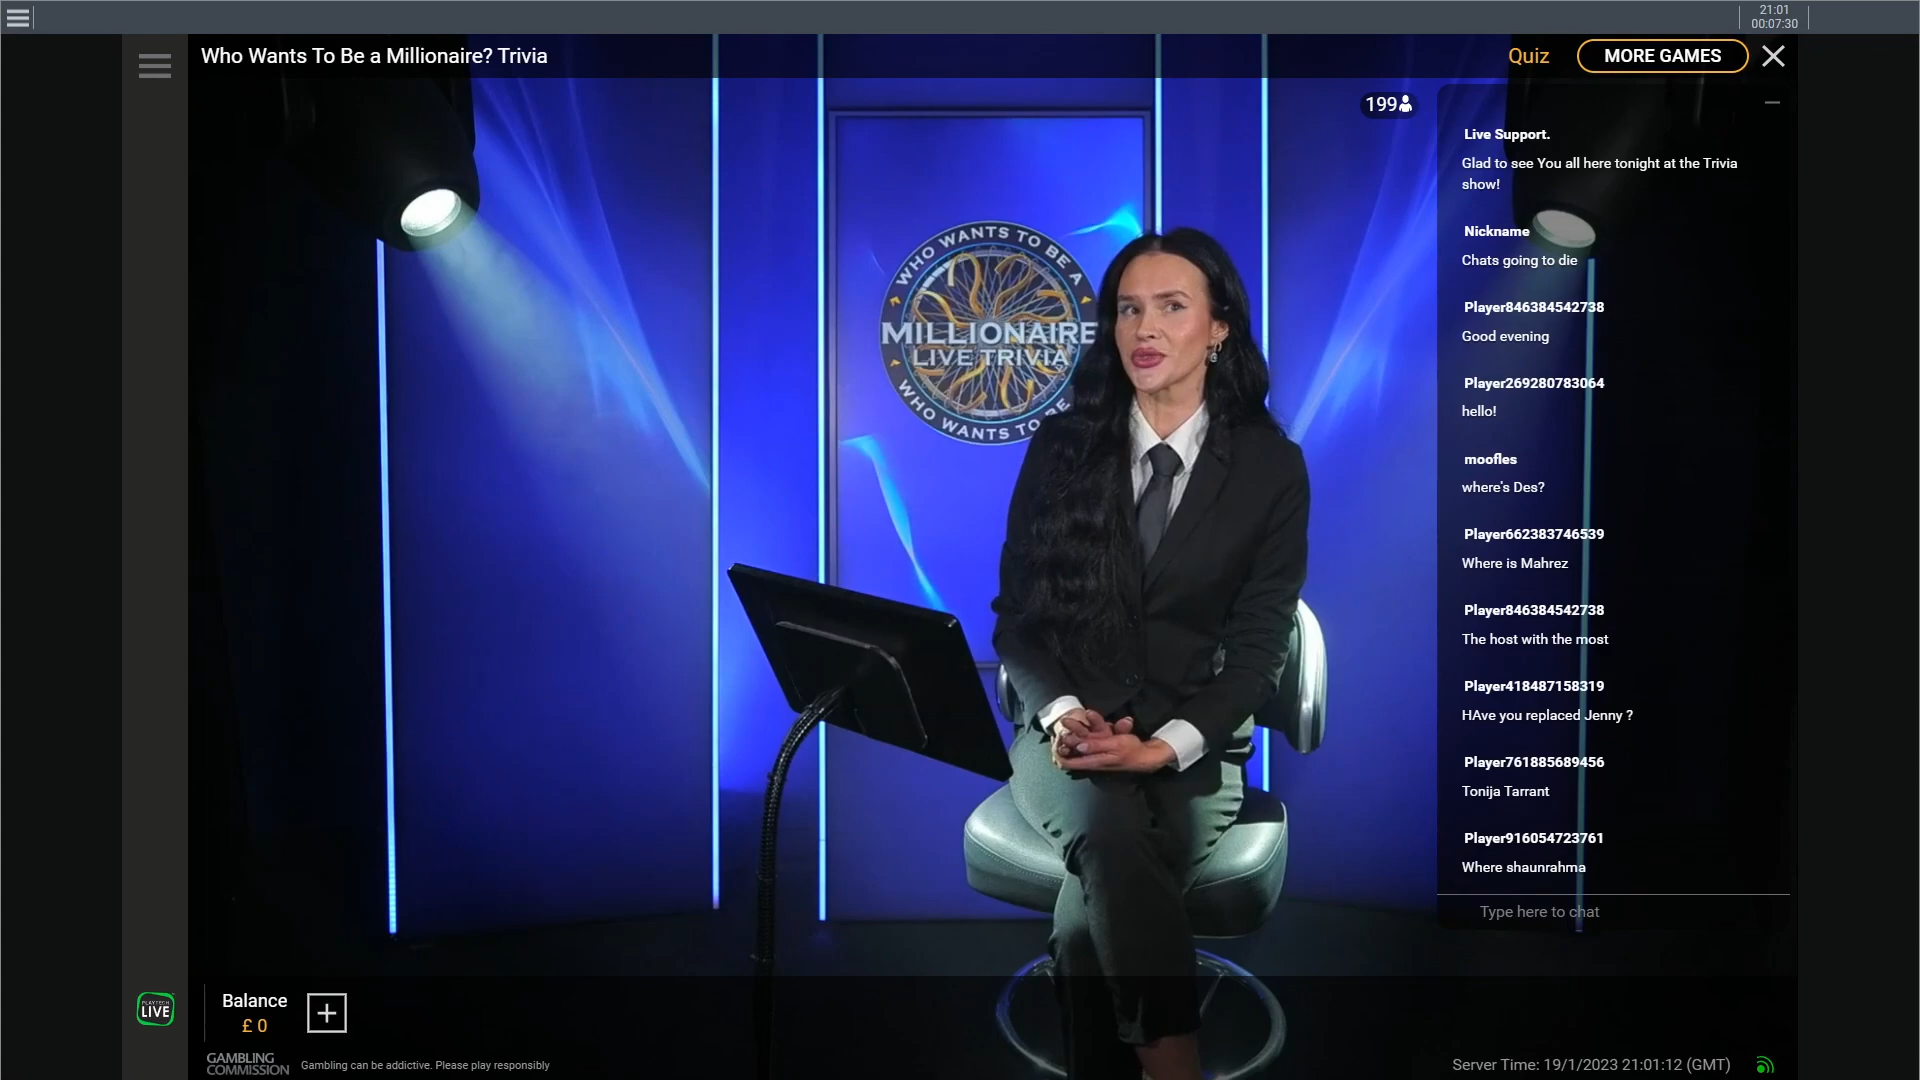 21:01
00:07:30
Who Wants To Be a Millionaire? Trivia
Quiz
MORE GAMES
199
WHO WANTS TO BE A
MILLIONAIRE
LIVE TRIVIA
WHO WANTS TO BE
Live Support.
Glad to see You all here tonight at the Trivia
show!
Nickname
Chats going to die
Player846384542738
Good evening
Player269280783064
hello!
moofles
where's Des?
Player662383746539
Where is Mahrez
Player846384542738
The host with the most
Player418487158319
HAve you replaced Jenny ?
Player761885689456
Tonija Tarrant
Player916054723761
Where shaunrahma
Type here to chat
PLAYTECH
LIVE
Balance
£ 0
GAMBLING
COMMISSION
Gambling can be addictive. Please play responsibly
Server Time: 19/1/2023 21:01:12 (GMT)